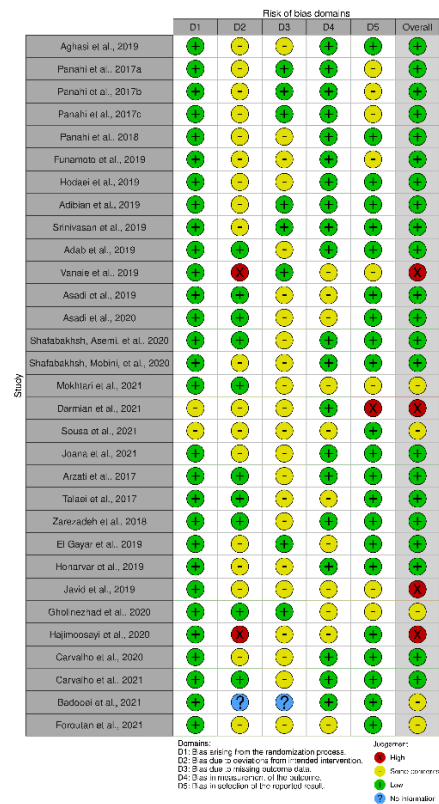 Risk of bias domains
D1 D2 D3 D4 D5 Overall
Study
Aghasi et al., 2019
Panahi et al. 2017a
Panahi et al. 2017b
Panahi et al. 2017c
Panahi et al. 2018
Funamoto et al., 2019
Hodaei et al., 2019
Adibian et al., 2019
Srinivasan et al., 2019
Adab et al., 2019
Vanaie et al. 2019
Asadi et al., 2019
Asadi et al., 2020
Shafabakhsh, Asemi, et al., 2020
Shafabakhsh, Mobini, et al., 2020
Mokhtari et al., 2021
Darmian et al., 2021
Sousa et al., 2021
Joana et al., 2021
Arzati et al. 2017
Talaei et al. 2017
Zarezadeh et al., 2018
El Gayar et al., 2019
Honarvar et al., 2019
Javid et al., 2019
Gholinezhad et al., 2020
Hajimoosayi et al., 2020
Carvalho et al., 2020
Carvalho et al., 2021
Badooei et al., 2021
Foroutan et al., 2021
Domains:
D1: Bias arising from the randomization process.
D2: Bias due to deviations from intended intervention.
D3: Bias due to missing outcome data.
D4: Bias in measurement of the outcome.
D5: Bias in selection of the reported result.
Judgement
High
Some concerns
Low
No information